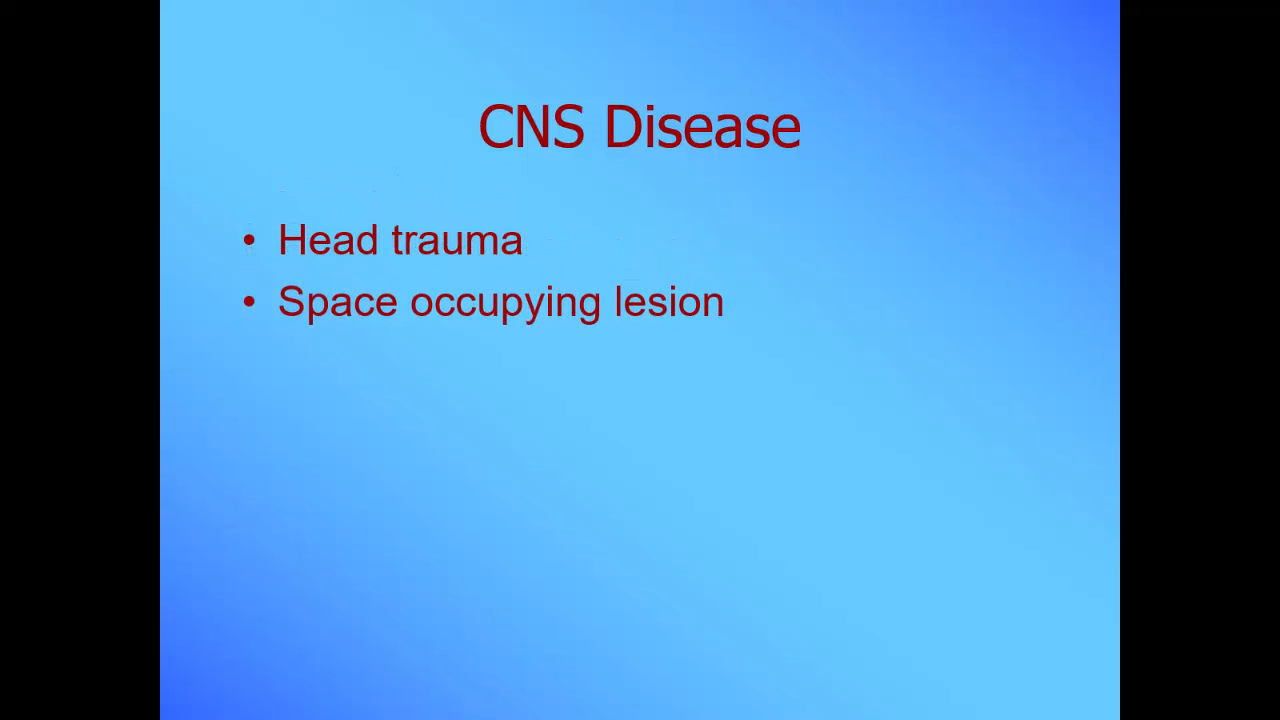 CNS Disease
• Head trauma
• Space occupying lesion